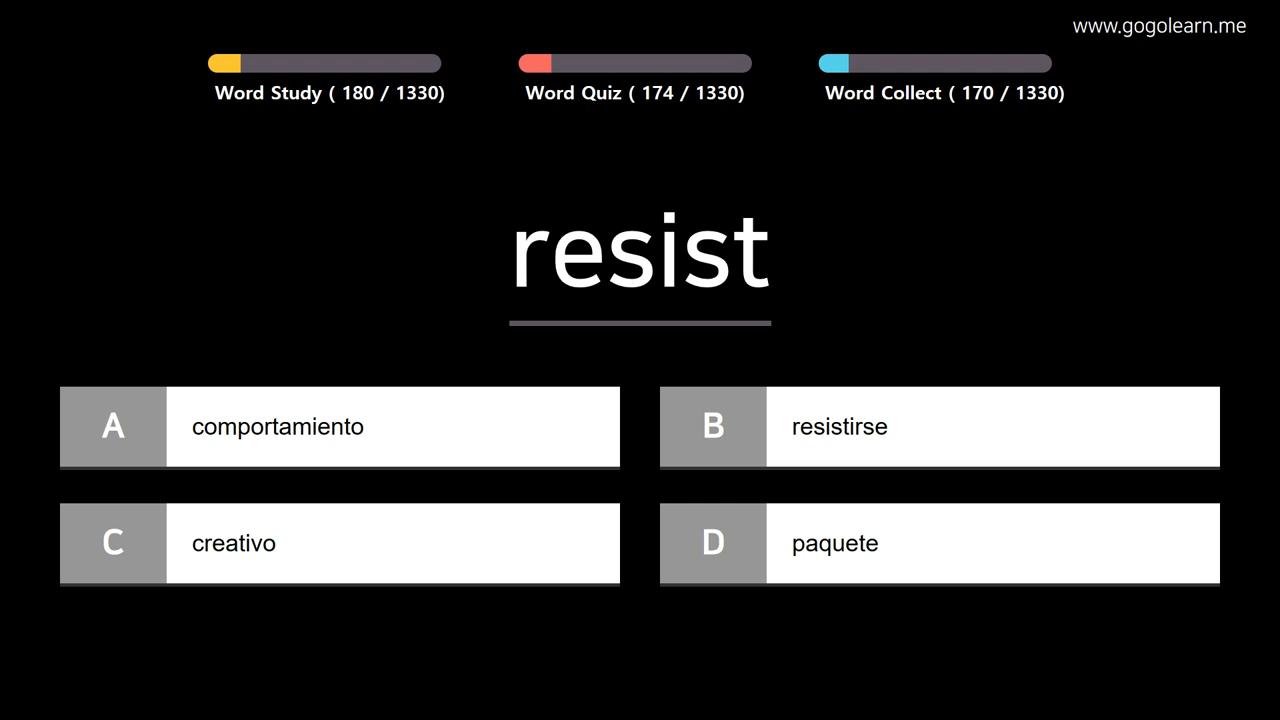 www.gogolearn.me
Word Study ( 180 / 1330)
Word Quiz ( 174 / 1330)
Word Collect ( 170 / 1330)
resist
A
comportamiento
B
resistirse
C
creativo
D
paquete